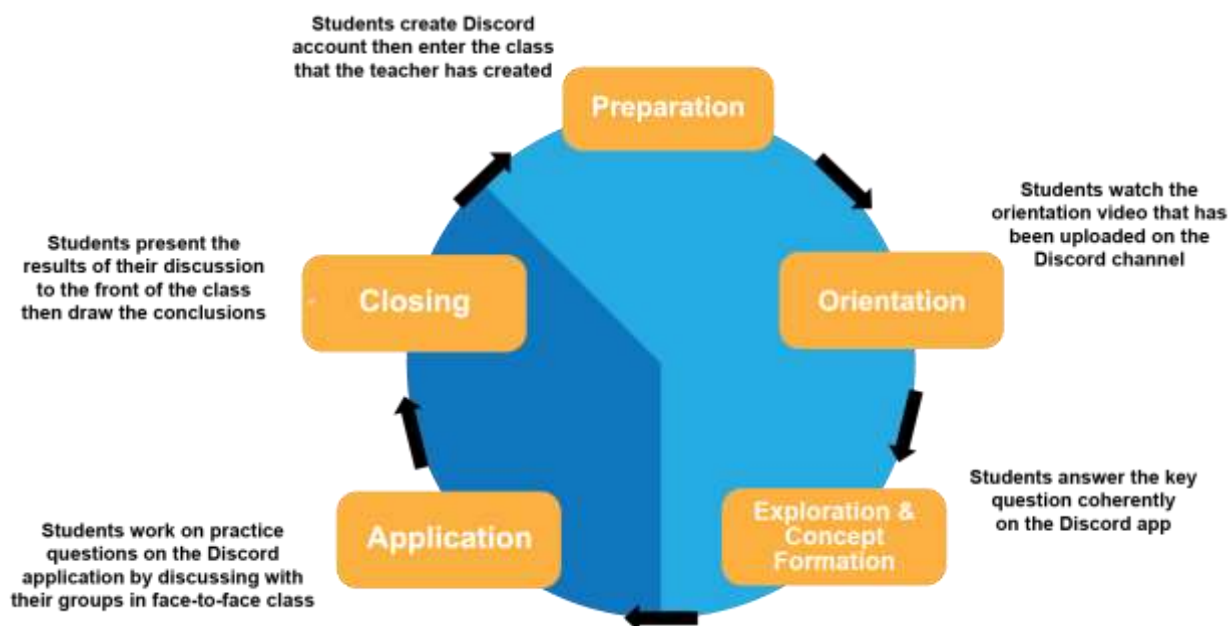 Students create Discord
account then enter the class
that the teacher has created
Preparation
Students watch the
orientation video that has
been uploaded on the
Discord channel
Orientation
Students answer the key
question coherently
on the Discord app
Exploration &
Concept
Formation
Application
Students work on practice
questions on the Discord
application by discussing with
their groups in face-to-face class
Closing
Students present the
results of their discussion
to the front of the class
then draw the conclusions